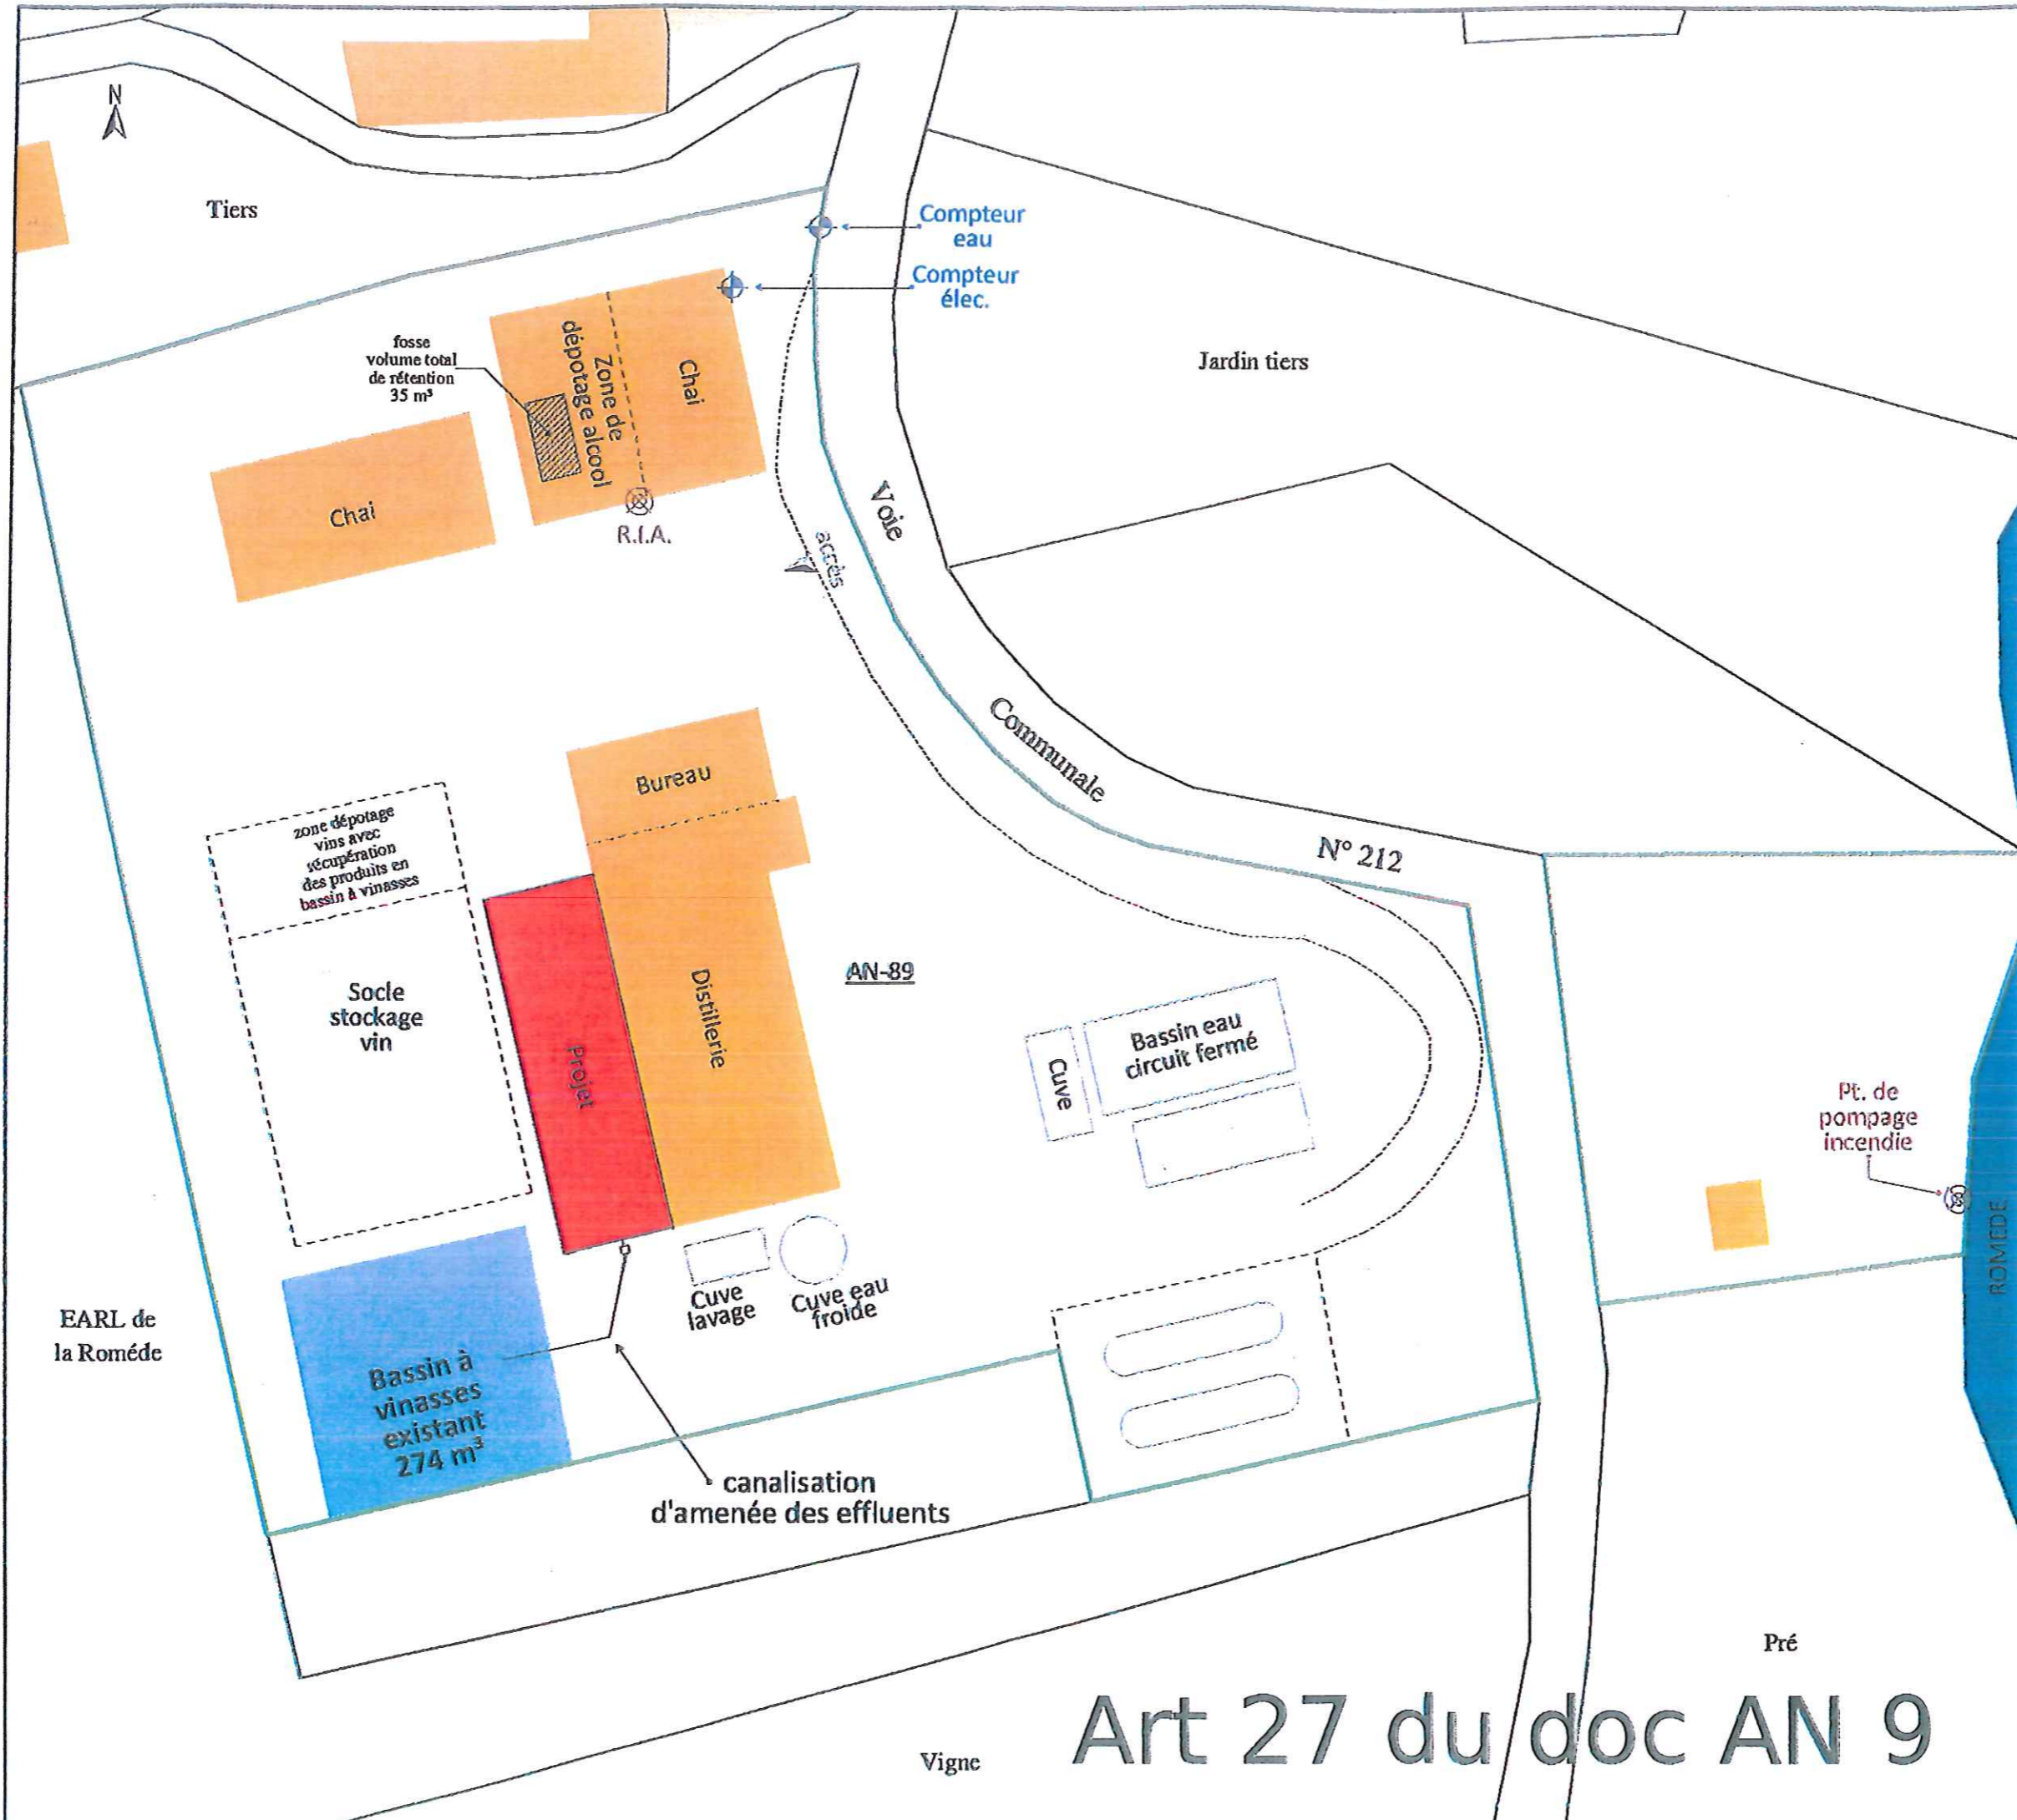 N
Tiers
Compteur
eau
Compteur
élec.
fosse
volume total
de rétention
35 m³
Zone de
dépotage alcool
Chai
Jardin tiers
Chai
R.I.A.
accès
Voie
Communale
N° 212
Bureau
zone dépotage
vins avec
récupération
des produits en
bassin à vinasses
Socle
stockage
vin
Projet
Distillerie
AN-89
Cuve
Bassin eau
circuit fermé
Pt. de
pompage
incendie
ROMEDE
Cuve
lavage
Cuve eau
froide
EARL de
la Roméde
Bassin à
vinasses
existant
274 m³
canalisation
d'amenée des effluents
Pré
Vigne
Art 27 du doc AN 9